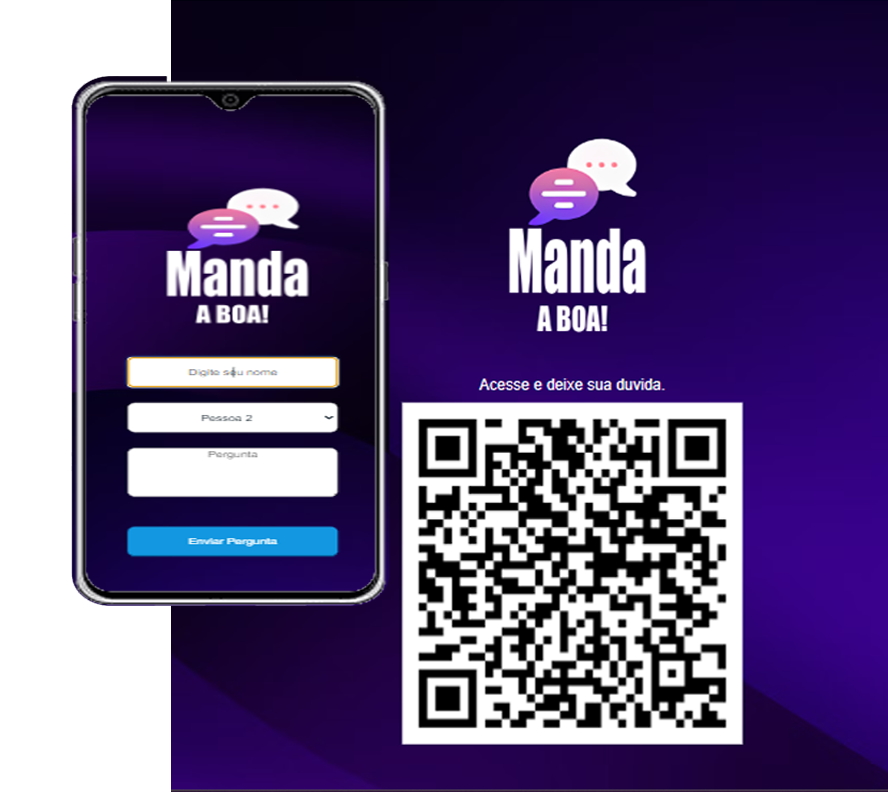 Manda
A BOA!
Digite seu nome
Pessoa 2
Pergunta
Enviar Pergunta
Manda
A BOA!
Acesse e deixe sua duvida.